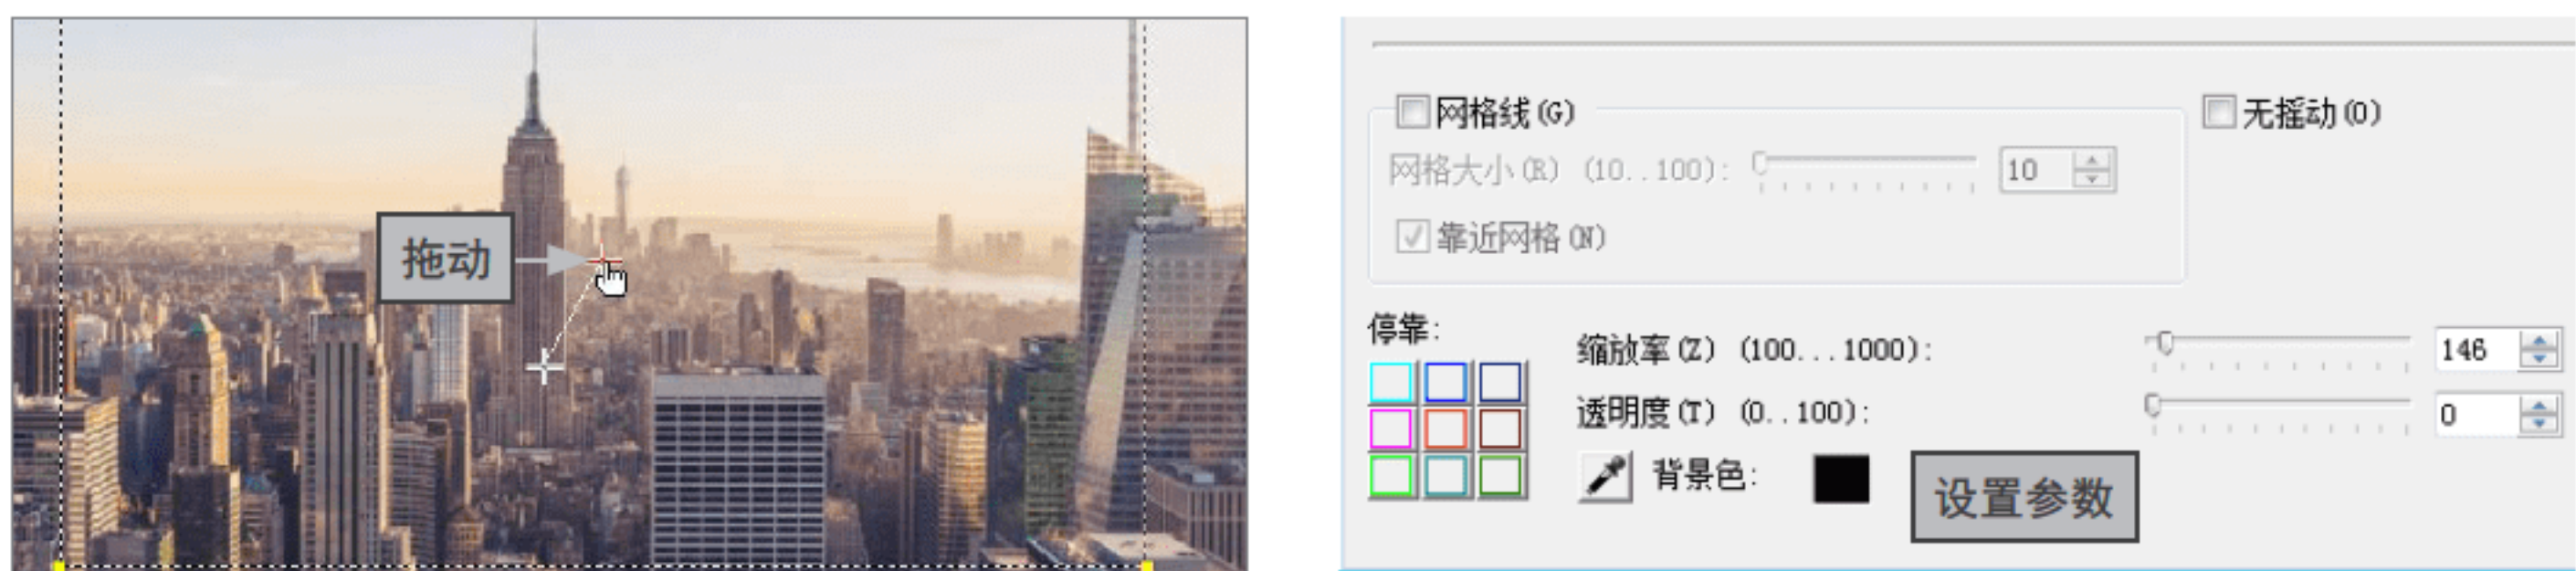 拖动
网格线(G)
无摇动(O)
网格大小(R) (10..100):
10
靠近网格(N)
停靠:
缩放率(Z) (100...1000):
146
透明度(T) (0..100):
0
背景色:
设置参数